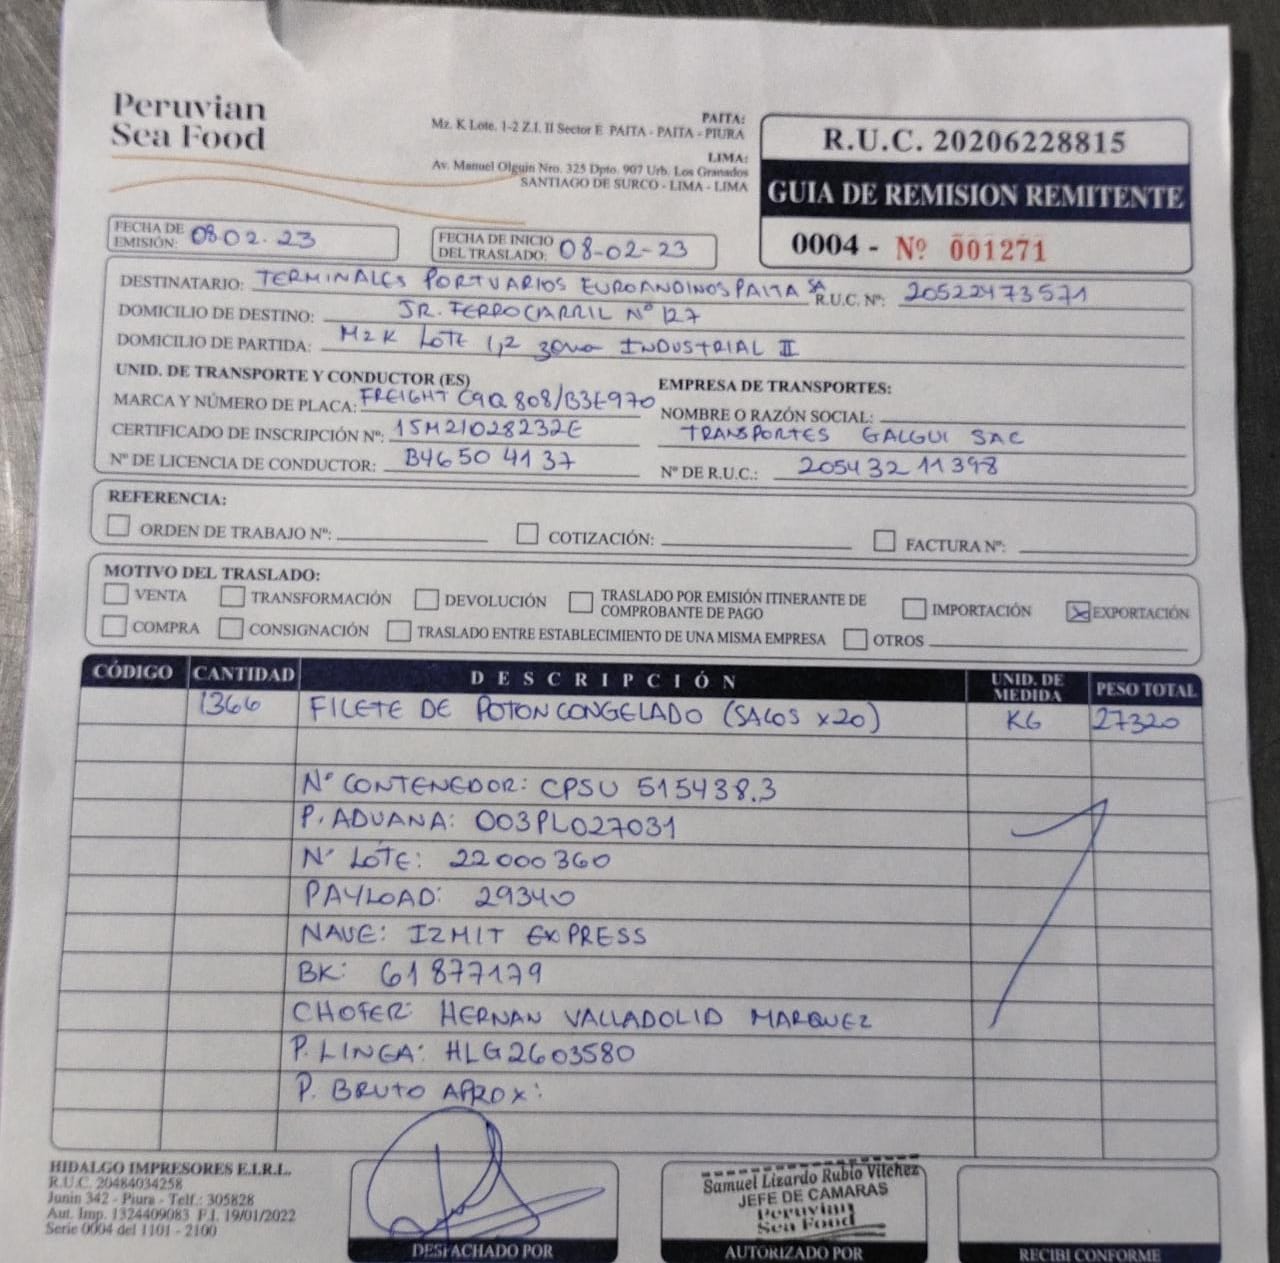 Peruvian
Sea Food
PAITA:
Mz. K Lote. 1-2 Z.I. II Sector E PAITA - PAITA - PIURA
LIMA:
Av. Manuel Olguin Nro. 325 Dpto. 907 Urb. Los Granados
SANTIAGO DE SURCO - LIMA - LIMA
R.U.C. 20206228815
GUIA DE REMISION REMITENTE
0004 - Nº 001271
FECHA DE EMISIÓN: 08-02-23
FECHA DE INICIO DEL TRASLADO: 08-02-23
DESTINATARIO: TERMINALES PORTUARIOS EUROANDINOS PAITA SA R.U.C. Nº: 20522473571
DOMICILIO DE DESTINO: JR. FERROCARRIL Nº 127
DOMICILIO DE PARTIDA: MZ K LOTE 1,2 ZONA INDUSTRIAL II
UNID. DE TRANSPORTE Y CONDUCTOR (ES)
MARCA Y NÚMERO DE PLACA: FREIGHT C9Q 808/B3E970
CERTIFICADO DE INSCRIPCIÓN Nº: 15M21028232E
Nº DE LICENCIA DE CONDUCTOR: B46504137
EMPRESA DE TRANSPORTES:
NOMBRE O RAZÓN SOCIAL:
TRANSPORTES GALGUI SAC
Nº DE R.U.C.: 20543211398
REFERENCIA:
ORDEN DE TRABAJO Nº: COTIZACIÓN: FACTURA Nº:
MOTIVO DEL TRASLADO:
VENTA TRANSFORMACIÓN DEVOLUCIÓN TRASLADO POR EMISIÓN ITINERANTE DE COMPROBANTE DE PAGO IMPORTACIÓN X EXPORTACIÓN
COMPRA CONSIGNACIÓN TRASLADO ENTRE ESTABLECIMIENTO DE UNA MISMA EMPRESA OTROS
CÓDIGO CANTIDAD DESCRIPCIÓN UNID. DE MEDIDA PESO TOTAL
1366 FILETE DE POTON CONGELADO (SACOS x20) KG 27320
Nº CONTENEDOR: CPSU 515438.3
P. ADUANA: 003PL027031
Nº LOTE: 22000360
PAYLOAD: 29340
NAVE: IZMIT EXPRESS
BK: 61877179
CHOFER: HERNAN VALLADOLID MARQUEZ
P. LINEA: HLG2603580
P. BRUTO APROX:
HIDALGO IMPRESORES E.I.R.L.
R.U.C. 20484034258
Junin 342 - Piura - Telf.: 305828
Aut. Imp. 1324409083 F.I. 19/01/2022
Serie 0004 del 1101 - 2100
DESPACHADO POR
Samuel Lizardo Rubio Vilchez
JEFE DE CAMARAS
Peruvian
Sea Food
AUTORIZADO POR
RECIBI CONFORME